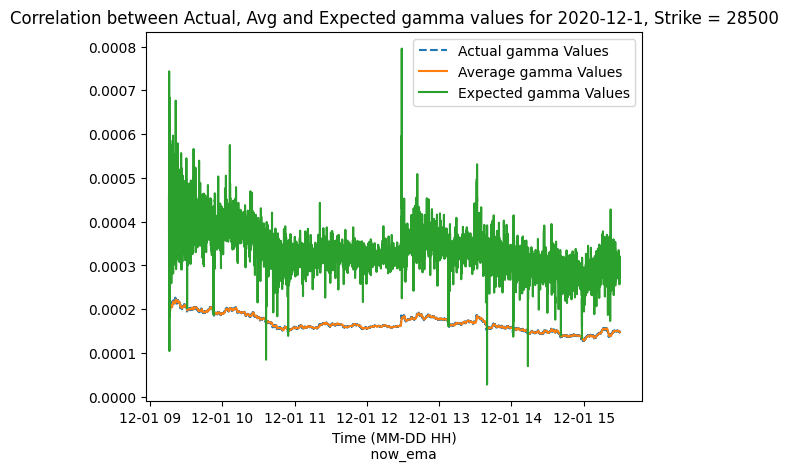 Correlation between Actual, Avg and Expected gamma values for 2020-12-1, Strike = 28500
Actual gamma Values
Average gamma Values
Expected gamma Values
0.0008
0.0007
0.0006
0.0005
0.0004
0.0003
0.0002
0.0001
0.0000
12-01 09 12-01 10 12-01 11 12-01 12 12-01 13 12-01 14 12-01 15
Time (MM-DD HH)
now_ema